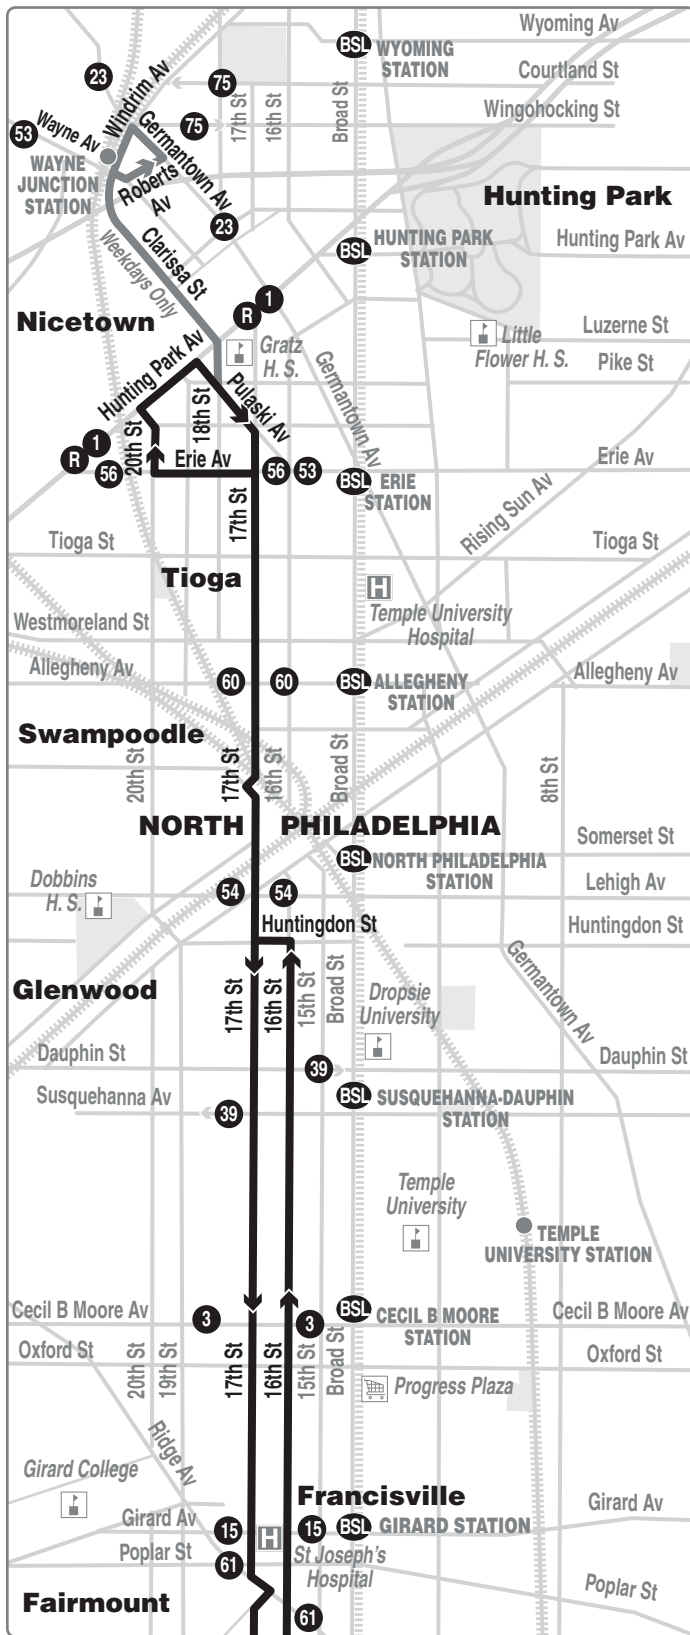 Wyoming Av
BSL
WYOMING
STATION
23
Windrim Av
75
Courtland St
17th St
16th St
Broad St
Wingohocking St
53
Wayne Av
75
Germantown Av
WAYNE
JUNCTION
STATION
Roberts
Av
Hunting Park
23
Clarissa St
Weekdays Only
BSL
HUNTING PARK
STATION
Hunting Park Av
Nicetown
R
1
Gratz
H. S.
Little
Flower H. S.
Luzerne St
Pike St
Hunting Park Av
Pulaski Av
Germantown Av
18th St
20th St
R
1
56
Erie Av
56
53
BSL
ERIE
STATION
Erie Av
17th St
Rising Sun Av
Tioga St
Tioga St
Tioga
H
Temple University
Hospital
Westmoreland St
Allegheny Av
60
60
BSL
ALLEGHENY
STATION
Allegheny Av
Swampoodle
20th St
17th St
16th St
Broad St
8th St
NORTH PHILADELPHIA
Somerset St
BSL
NORTH PHILADELPHIA
STATION
Dobbins
H. S.
54
54
Lehigh Av
Huntingdon St
Huntingdon St
Glenwood
17th St
16th St
15th St
Broad St
Dropsie
University
Germantown Av
Dauphin St
39
Dauphin St
Susquehanna Av
39
BSL
SUSQUEHANNA-DAUPHIN
STATION
Temple
University
TEMPLE
UNIVERSITY STATION
Cecil B Moore Av
3
3
BSL
CECIL B MOORE
STATION
Cecil B Moore Av
Oxford St
20th St
19th St
17th St
16th St
15th St
Broad St
Oxford St
Progress Plaza
Ridge Av
Girard College
Francisville
Girard Av
15
H
15
BSL
GIRARD STATION
Girard Av
Poplar St
61
St Joseph's
Hospital
Poplar St
Fairmount
61